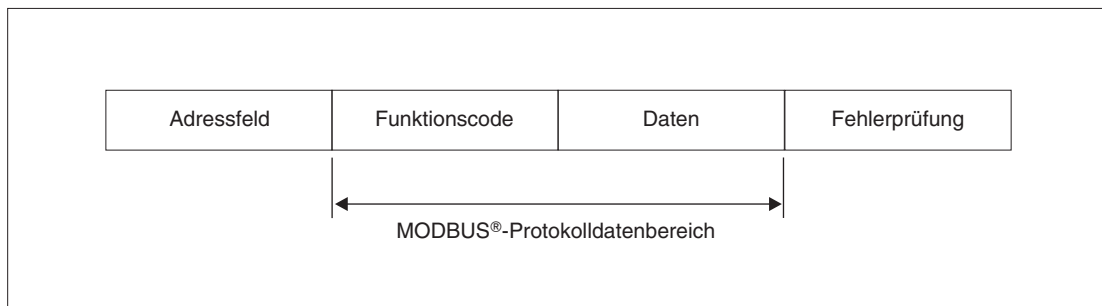 Adressfeld Funktionscode Daten Fehlerprüfung
MODBUS®-Protokolldatenbereich